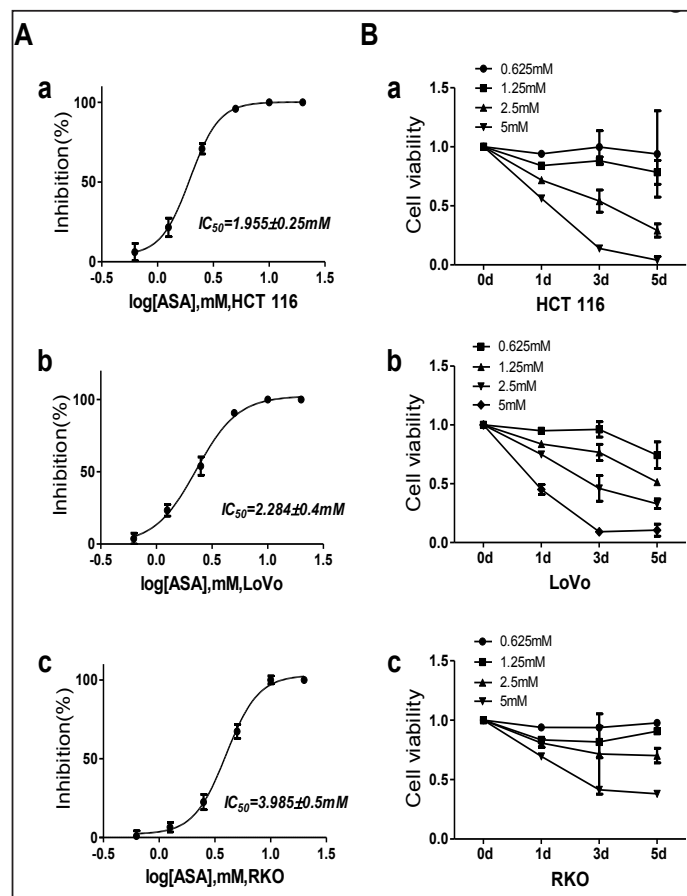 A
B
a
100
50
0
Inhibition(%)
IC50=1.955±0.25mM
-0.5 0.0 0.5 1.0 1.5
log[ASA],mM,HCT 116
a
0.625mM
1.25mM
2.5mM
5mM
1.5
1.0
0.5
0.0
Cell viability
0d 1d 3d 5d
HCT 116
b
100
50
0
Inhibition(%)
IC50=2.284±0.4mM
-0.5 0.0 0.5 1.0 1.5
log[ASA],mM,LoVo
b
0.625mM
1.25mM
2.5mM
5mM
1.5
1.0
0.5
0.0
Cell viability
0d 1d 3d 5d
LoVo
c
100
50
0
Inhibition(%)
IC50=3.985±0.5mM
-0.5 0.0 0.5 1.0 1.5
log[ASA],mM,RKO
c
0.625mM
1.25mM
2.5mM
5mM
1.5
1.0
0.5
0.0
Cell viability
0d 1d 3d 5d
RKO